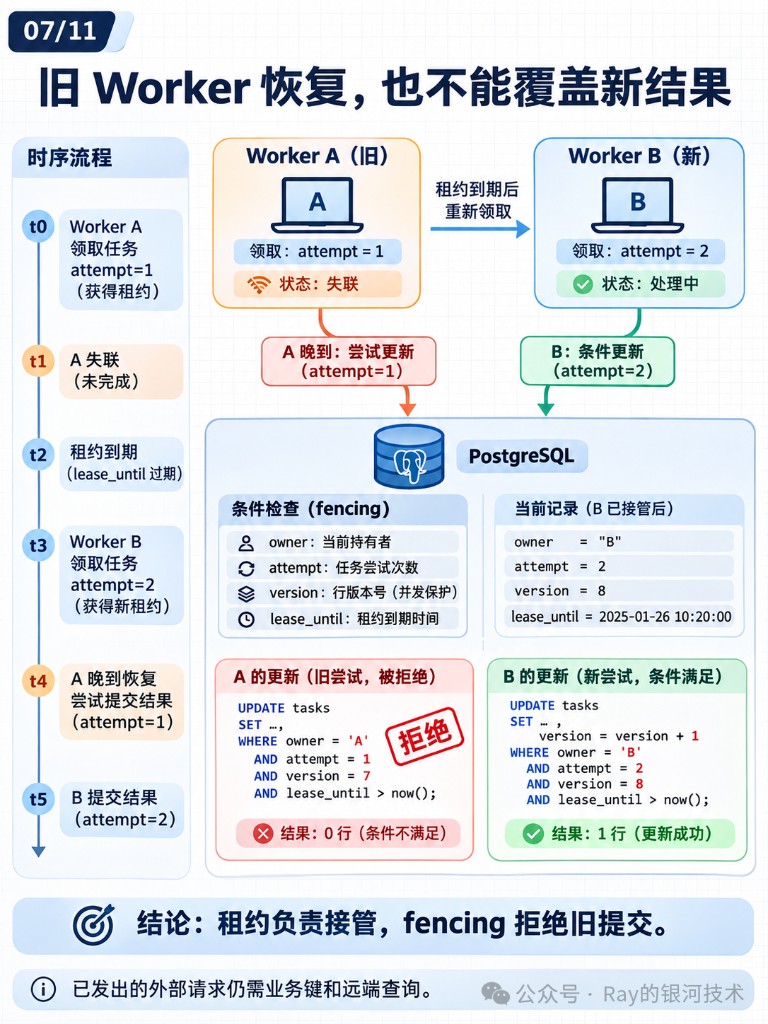 07/11
旧 Worker 恢复，也不能覆盖新结果
时序流程
t0
Worker A
领取任务
attempt=1
（获得租约）
t1
A 失联
（未完成）
t2
租约到期
（lease_until 过期）
t3
Worker B
领取任务
attempt=2
（获得新租约）
t4
A 晚到恢复
尝试提交结果
（attempt=1）
t5
B 提交结果
（attempt=2）
Worker A（旧）
A
领取：attempt = 1
状态：失联
租约到期后
重新领取
Worker B（新）
B
领取：attempt = 2
状态：处理中
A 晚到：尝试更新
（attempt=1）
B：条件更新
（attempt=2）
PostgreSQL
条件检查（fencing）
owner：当前持有者
attempt：任务尝试次数
version：行版本号（并发保护）
lease_until：租约到期时间
当前记录（B 已接管后）
owner = "B"
attempt = 2
version = 8
lease_until = 2025-01-26 10:20:00
A 的更新（旧尝试，被拒绝）
UPDATE tasks
SET …,
WHERE owner = 'A'
AND attempt = 1
AND version = 7
AND lease_until > now();
拒绝
结果：0 行（条件不满足）
B 的更新（新尝试，条件满足）
UPDATE tasks
SET … ,
version = version + 1
WHERE owner = 'B'
AND attempt = 2
AND version = 8
AND lease_until > now();
结果：1 行（更新成功）
结论：租约负责接管，fencing 拒绝旧提交。
已发出的外部请求仍需业务键和远端查询。
公众号 · Ray的银河技术